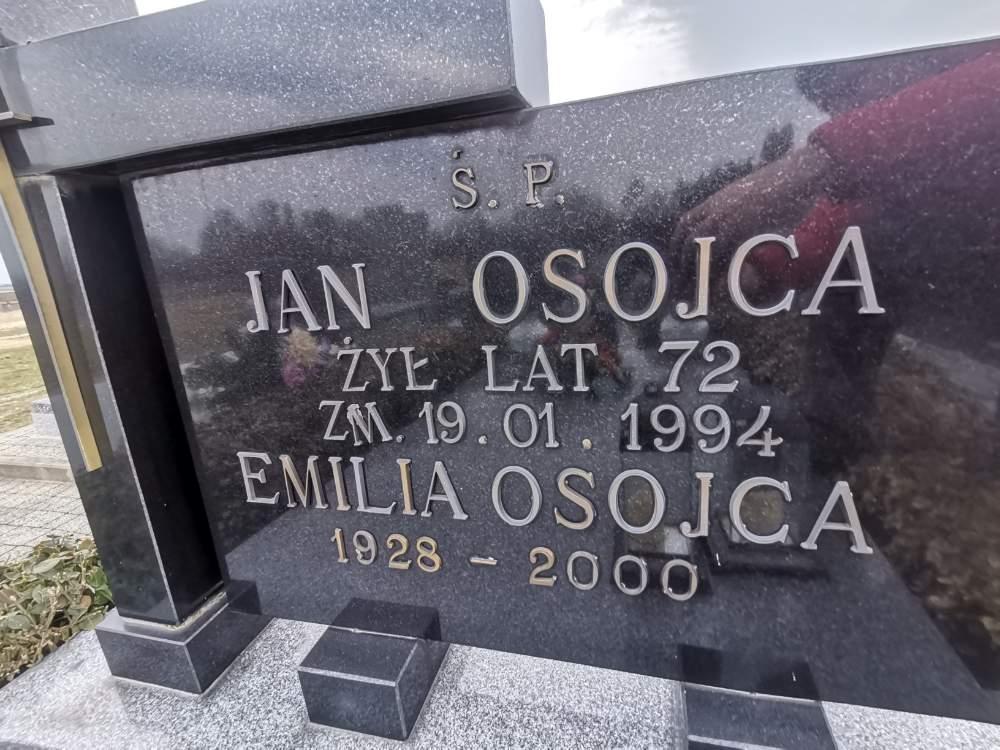 Ś. P.
JAN OSOJCA
ŻYŁ LAT 72
ZM. 19.01.1994
EMILIA OSOJCA
1928 - 2000